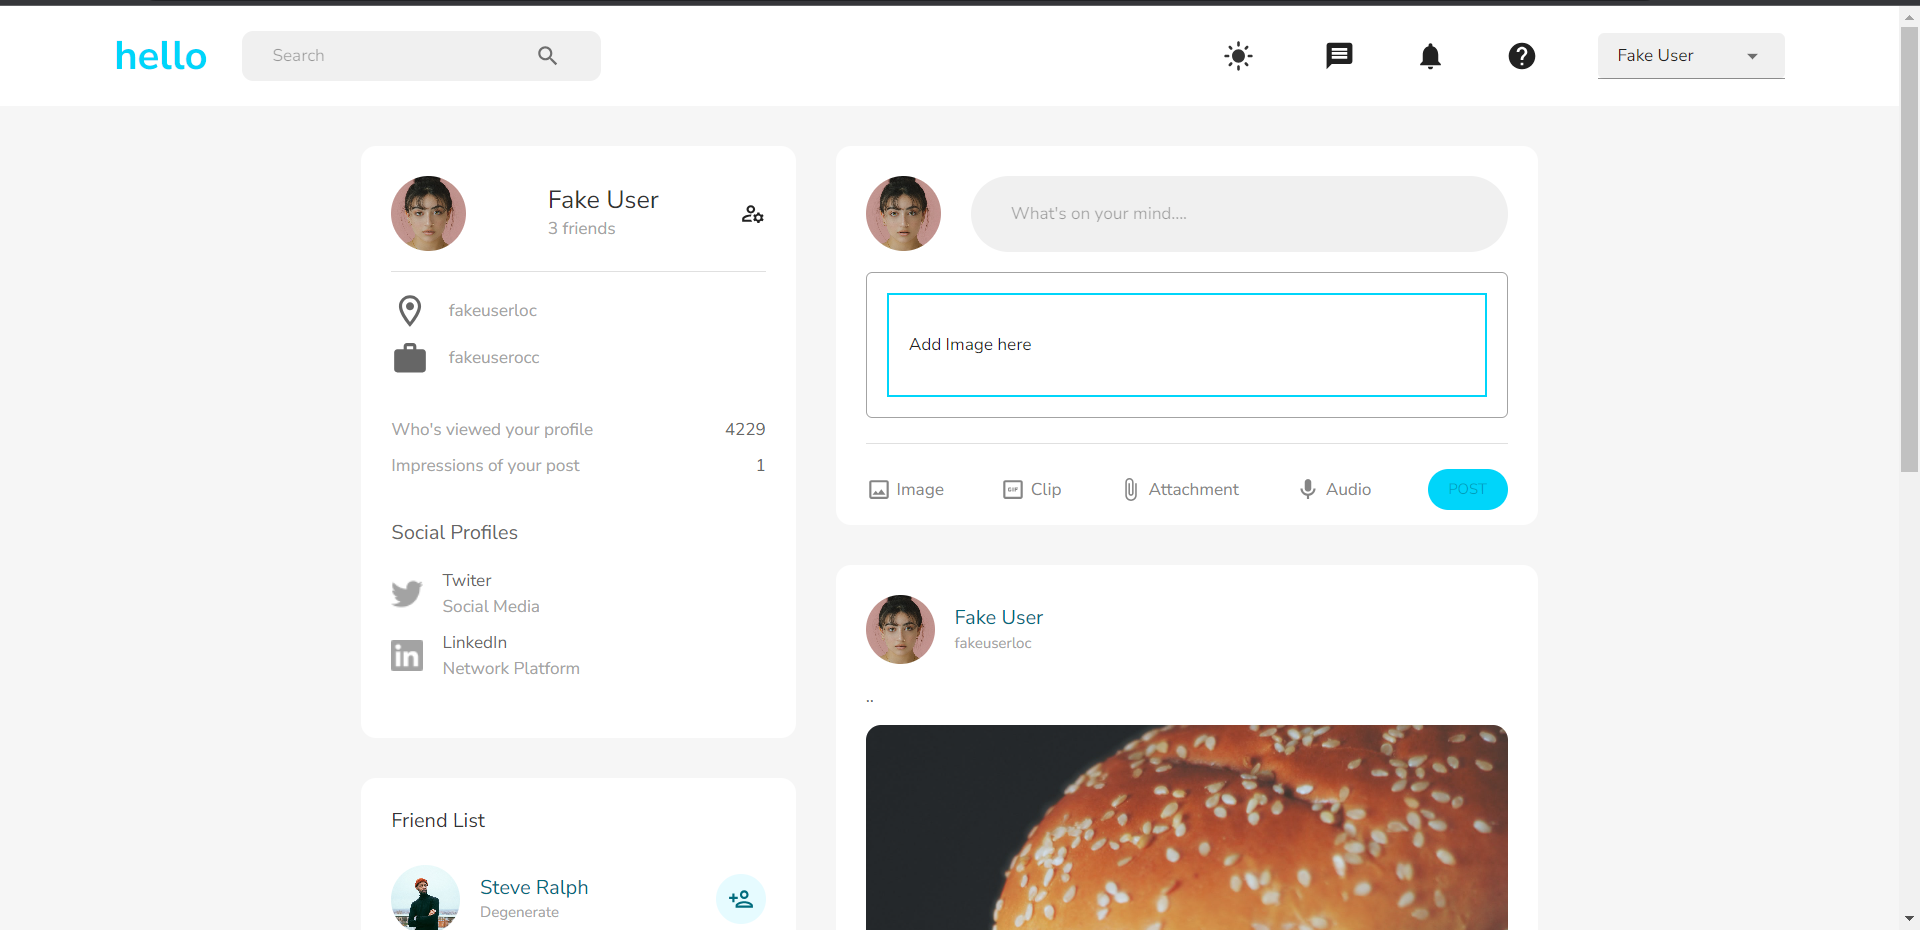 hello
Search
Fake User
Fake User
3 friends
fakeuserloc
fakeuserocc
Who's viewed your profile 4229
Impressions of your post 1
Social Profiles
Twiter
Social Media
LinkedIn
Network Platform
Friend List
Steve Ralph
Degenerate
What's on your mind....
Add Image here
Image
GIF
Clip
Attachment
Audio
POST
Fake User
fakeuserloc
..